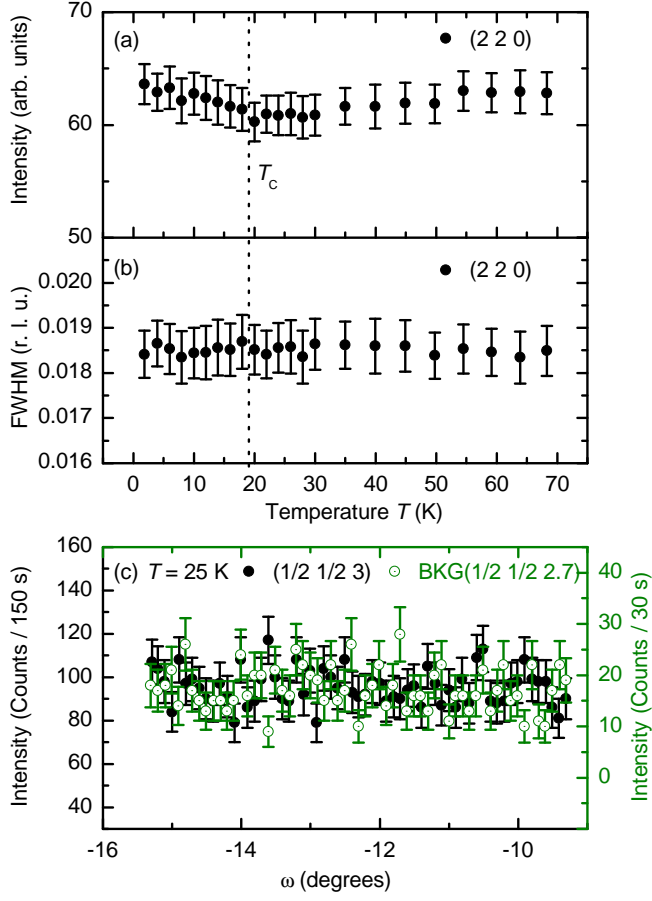 70
(a)
(2 2 0)
Intensity (arb. units)
60
T_C
50
0.020
(b)
(2 2 0)
FWHM (r. l. u.)
0.019
0.018
0.017
0.016
0 10 20 30 40 50 60 70
Temperature T (K)
160
(c) T = 25 K (1/2 1/2 3) BKG(1/2 1/2 2.7)
40
140
120
30
100
20
80
10
60
0
40
Intensity (Counts / 150 s)
Intensity (Counts / 30 s)
-16 -14 -12 -10
ω (degrees)